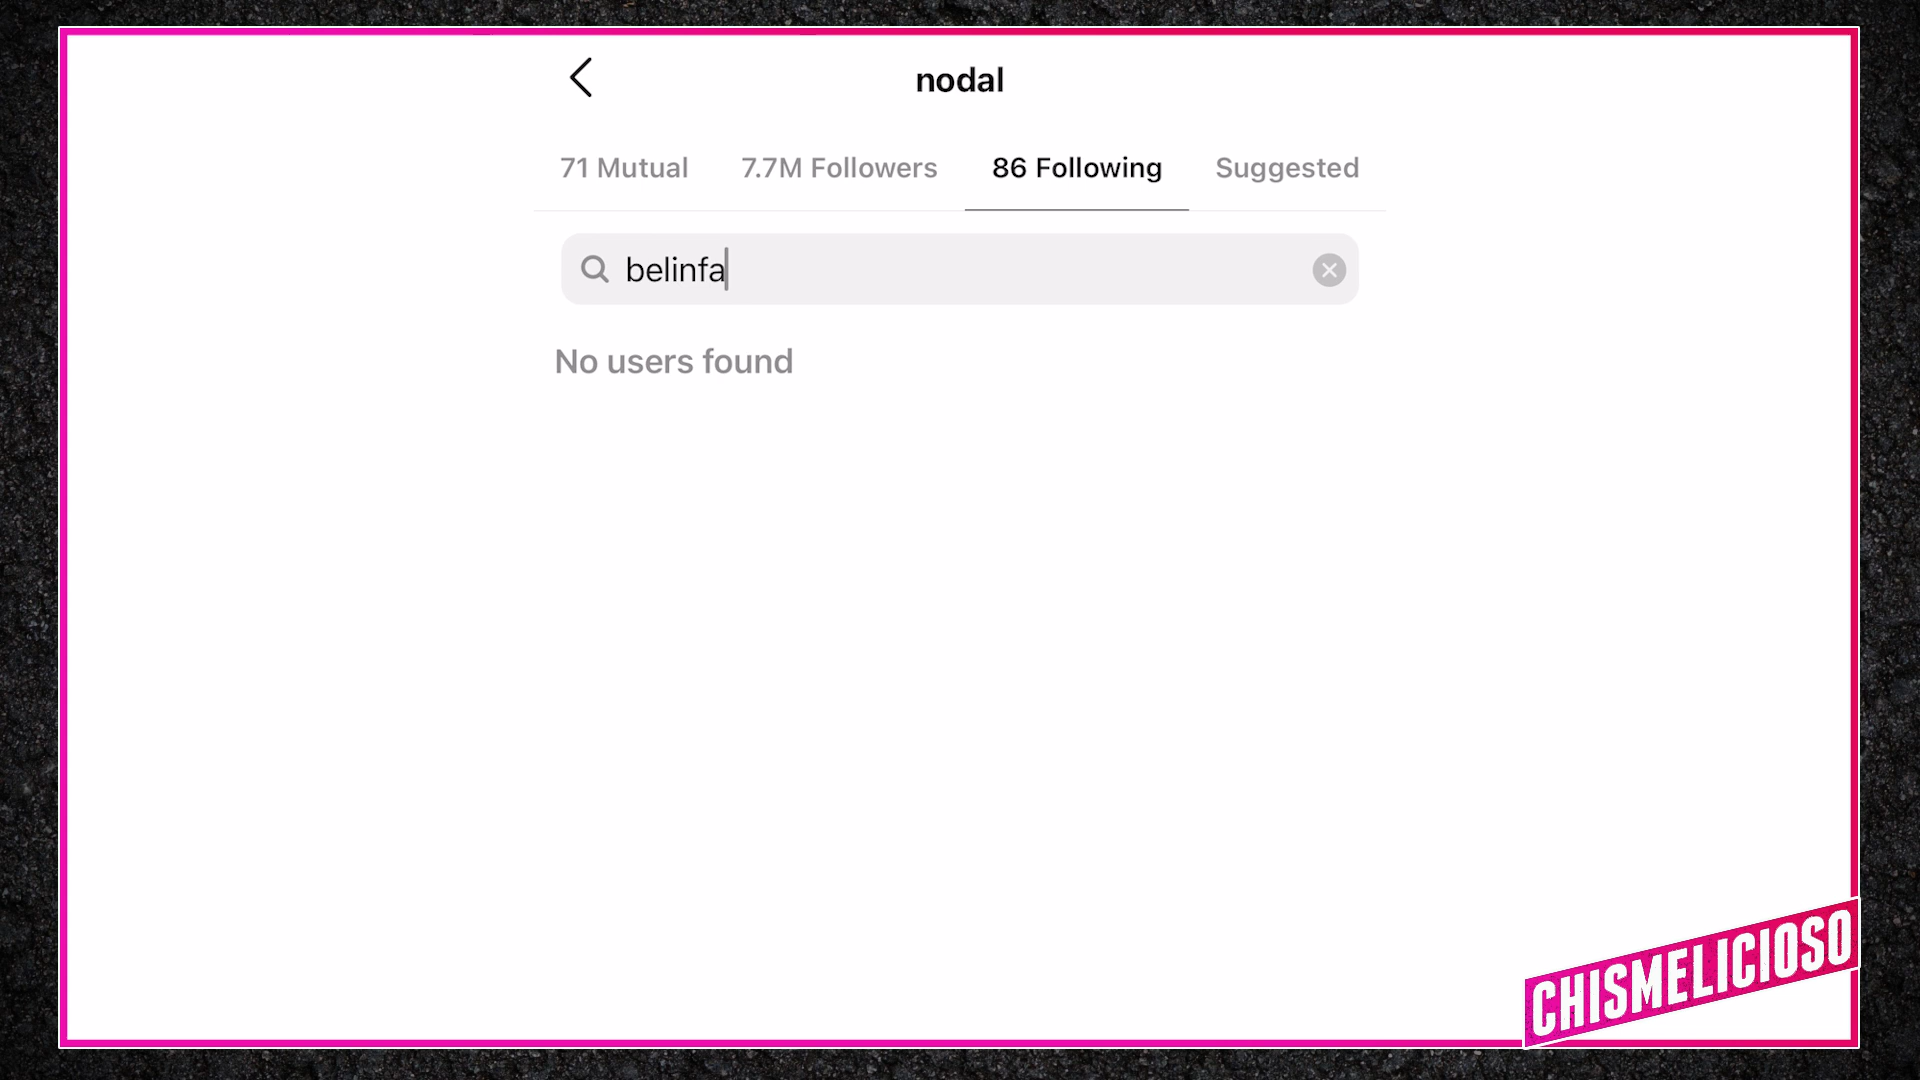 nodal
71 Mutual 7.7M Followers 86 Following Suggested
belinfa
No users found
CHISMELICIOSO